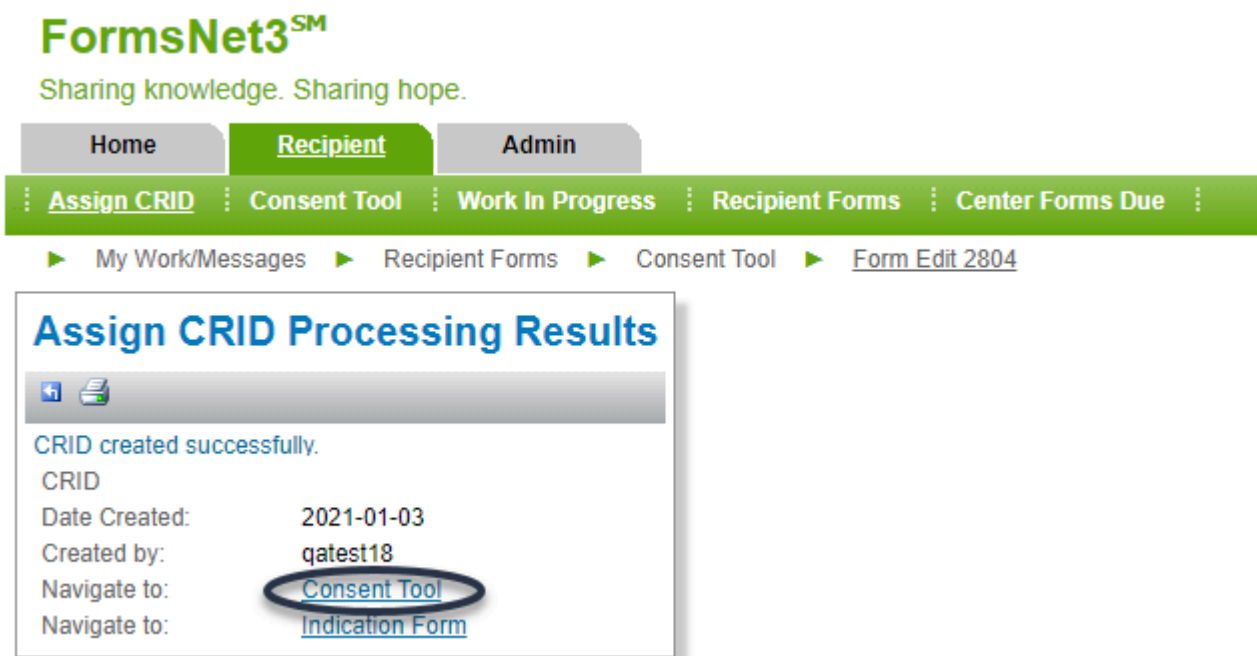 FormsNet3℠
Sharing knowledge. Sharing hope.
Home Recipient Admin
Assign CRID Consent Tool Work In Progress Recipient Forms Center Forms Due
My Work/Messages Recipient Forms Consent Tool Form Edit 2804
Assign CRID Processing Results
CRID created successfully.
CRID
Date Created: 2021-01-03
Created by: qatest18
Navigate to: Consent Tool
Navigate to: Indication Form